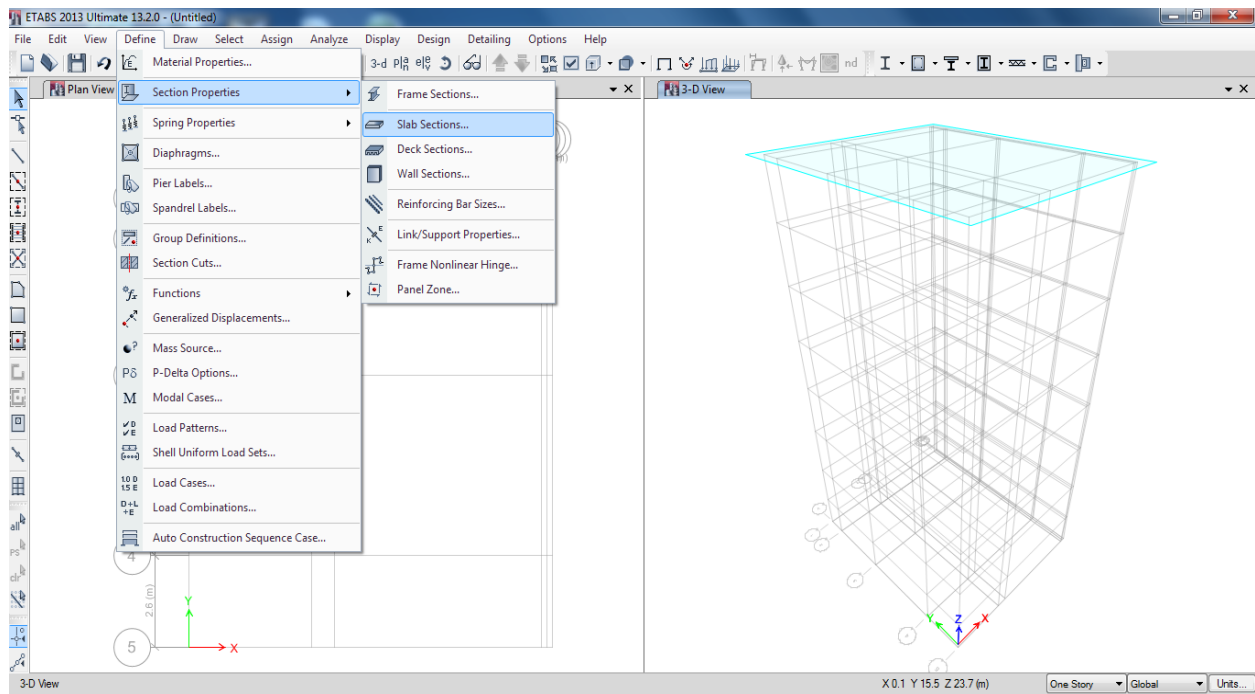 ETABS 2013 Ultimate 13.2.0 - (Untitled)
File Edit View Define Draw Select Assign Analyze Display Design Detailing Options Help
3-d nd
Plan View
3-D View
Material Properties...
Section Properties
Spring Properties
Diaphragms...
Pier Labels...
Spandrel Labels...
Group Definitions...
Section Cuts...
Functions
Generalized Displacements...
Mass Source...
Pδ P-Delta Options...
M Modal Cases...
Load Patterns...
Shell Uniform Load Sets...
Load Cases...
Load Combinations...
Auto Construction Sequence Case...
Frame Sections...
Slab Sections...
Deck Sections...
Wall Sections...
Reinforcing Bar Sizes...
Link/Support Properties...
Frame Nonlinear Hinge...
Panel Zone...
all
ps
clr
4
2.6 (m)
5
Y
X
Y
Z
X
3-D View X 0.1 Y 15.5 Z 23.7 (m) One Story Global Units...